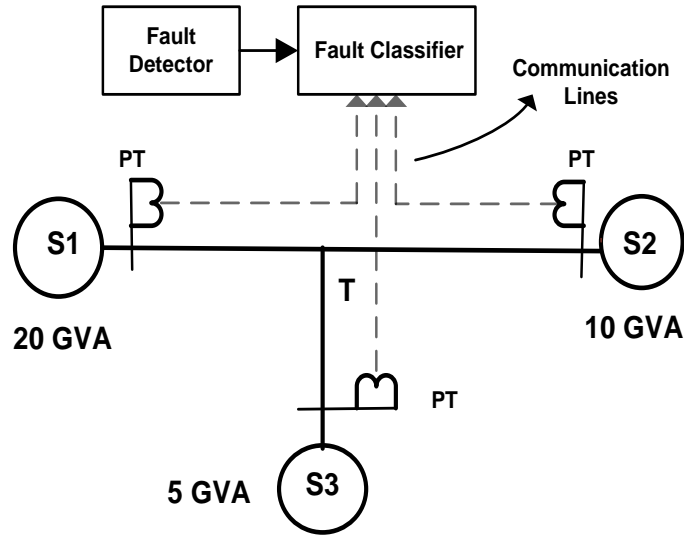 Fault
Detector
Fault Classifier
Communication
Lines
PT
PT
S1
S2
T
20 GVA
10 GVA
PT
5 GVA
S3